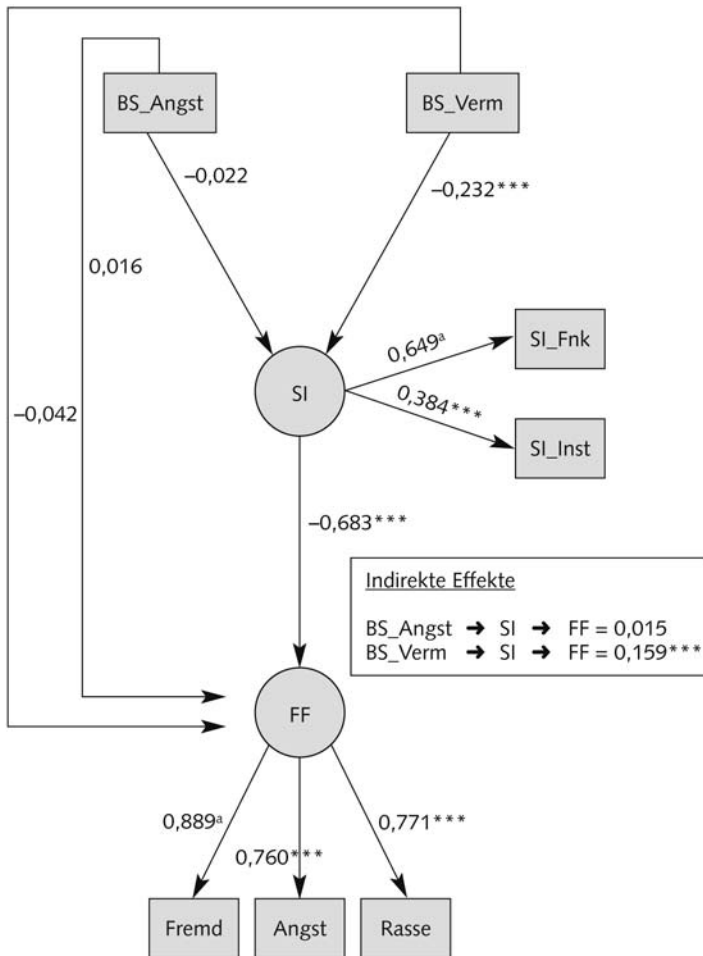 BS_Angst
BS_Verm
–0,022
–0,232***
0,016
SI_Fnk
0,649ª
SI
0,384***
–0,042
SI_Inst
–0,683***
Indirekte Effekte
BS_Angst ➜ SI ➜ FF = 0,015
BS_Verm ➜ SI ➜ FF = 0,159***
FF
0,889ª
0,771***
0,760***
Fremd
Angst
Rasse